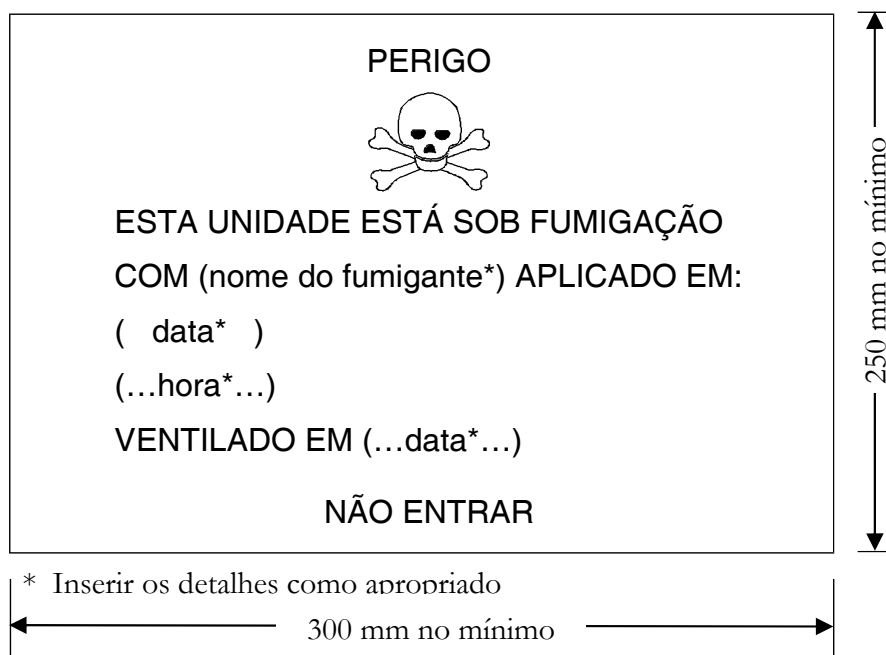 PERIGO
ESTA UNIDADE ESTÁ SOB FUMIGAÇÃO
COM (nome do fumigante*) APLICADO EM:
( data* )
(…hora*…)
VENTILADO EM (…data*…)
NÃO ENTRAR
250 mm no mínimo
* Inserir os detalhes como apropriado
300 mm no mínimo